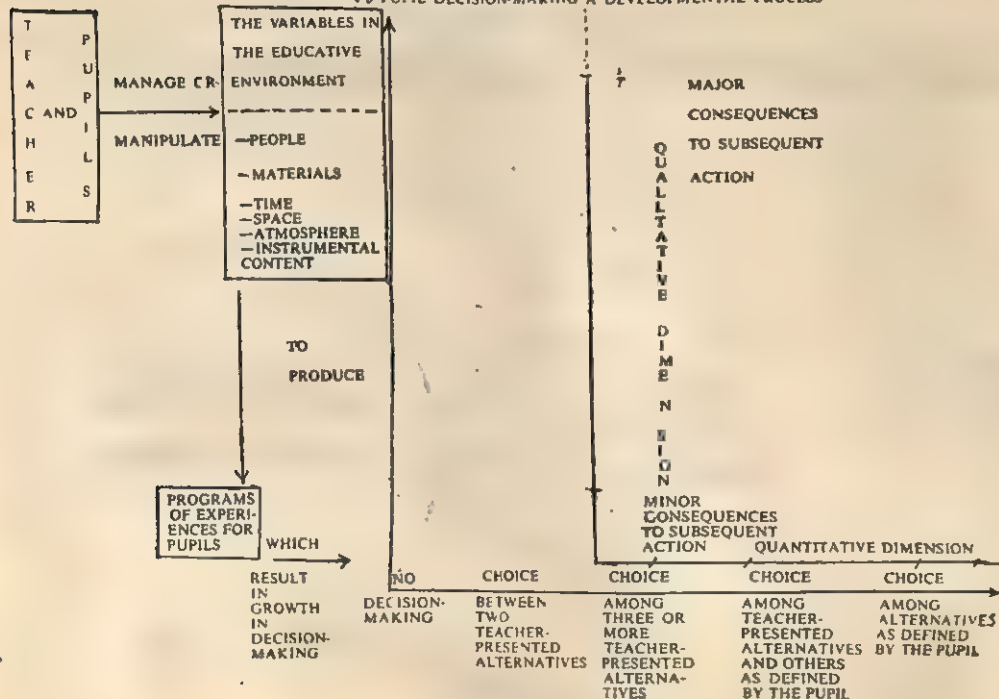 PUPIL DECISION-MAKING A DEVELOPMENTAL PROCESS
TEACHER
AND
PUPILS
MANAGE OR
MANIPULATE
THE VARIABLES IN
THE EDUCATIVE
ENVIRONMENT
—PEOPLE
—MATERIALS
—TIME
—SPACE
—ATMOSPHERE
—INSTRUMENTAL
CONTENT
TO
PRODUCE
PROGRAMS
OF EXPERI-
ENCES FOR
PUPILS
WHICH
RESULT
IN
GROWTH
IN
DECISION-
MAKING
MAJOR
CONSEQUENCES
TO SUBSEQUENT
ACTION
QUALLTATIVE DIMENSION
MINOR
CONSEQUENCES
TO SUBSEQUENT
ACTION
QUANTITATIVE DIMENSION
NO
DECISION-
MAKING
CHOICE
BETWEEN
TWO
TEACHER-
PRESENTED
ALTERNATIVES
CHOICE
AMONG
THREE OR
MORE
TEACHER-
PRESENTED
ALTERNA-
TIVES
CHOICE
AMONG
TEACHER-
PRESENTED
ALTERNATIVES
AND OTHERS
AS DEFINED
BY THE PUPIL
CHOICE
AMONG
ALTERNATIVES
AS DEFINED
BY THE PUPIL